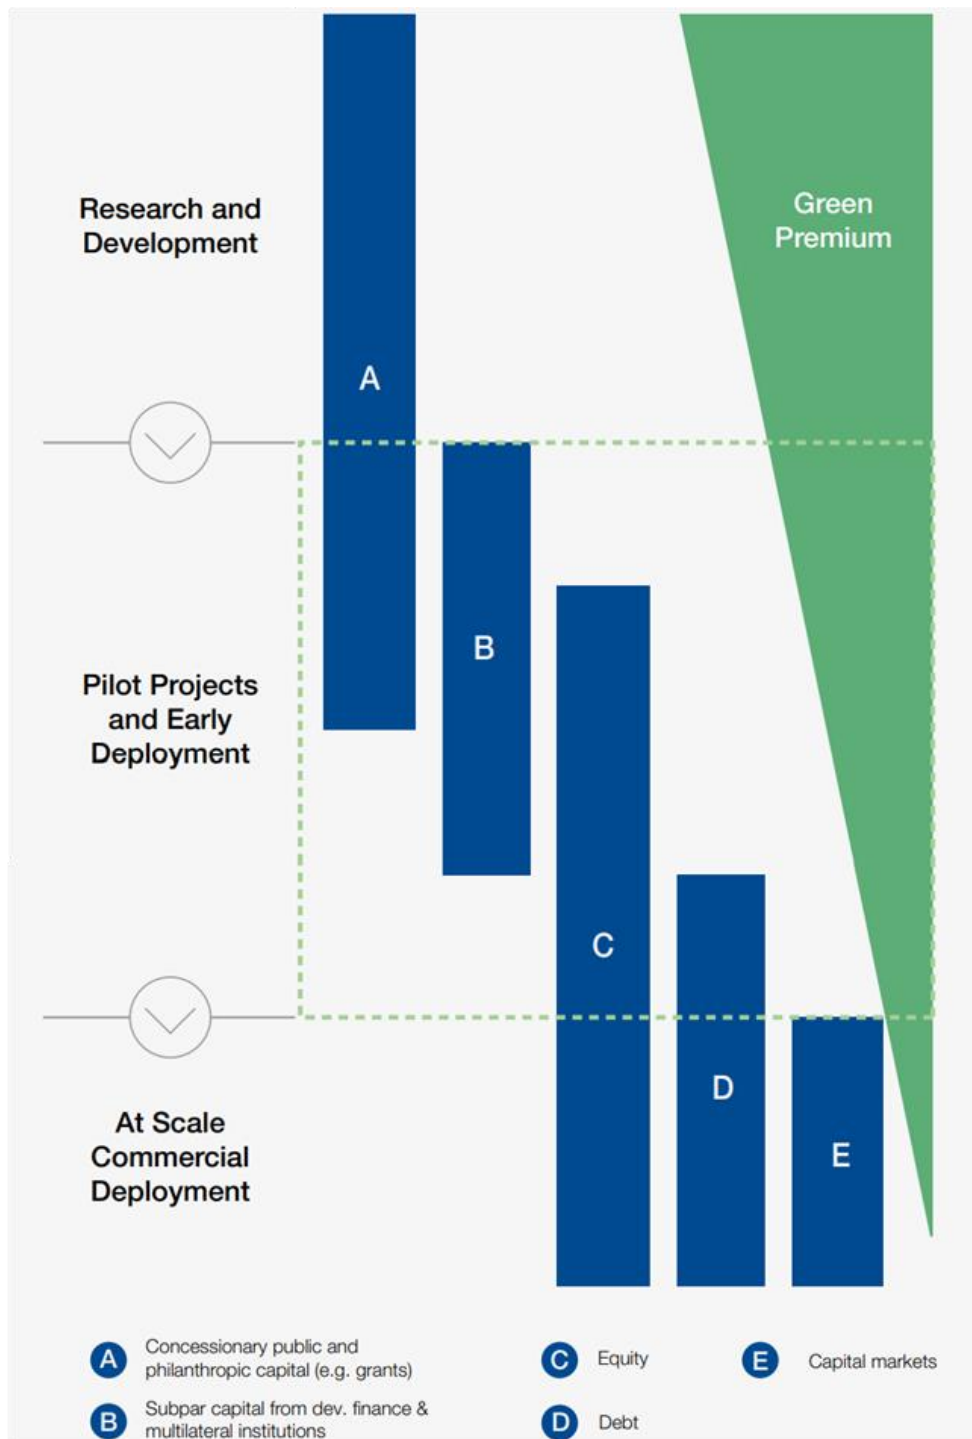 Research and
Development
Green
Premium
A
B
Pilot Projects
and Early
Deployment
C
D
At Scale
Commercial
Deployment
E
A
Concessionary public and
philanthropic capital (e.g. grants)
B
Subpar capital from dev. finance &
multilateral institutions
C
Equity
D
Debt
E
Capital markets